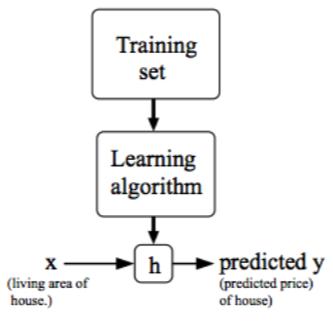 Training
set
Learning
algorithm
x
(living area of
house.)
h
predicted y
(predicted price)
of house)